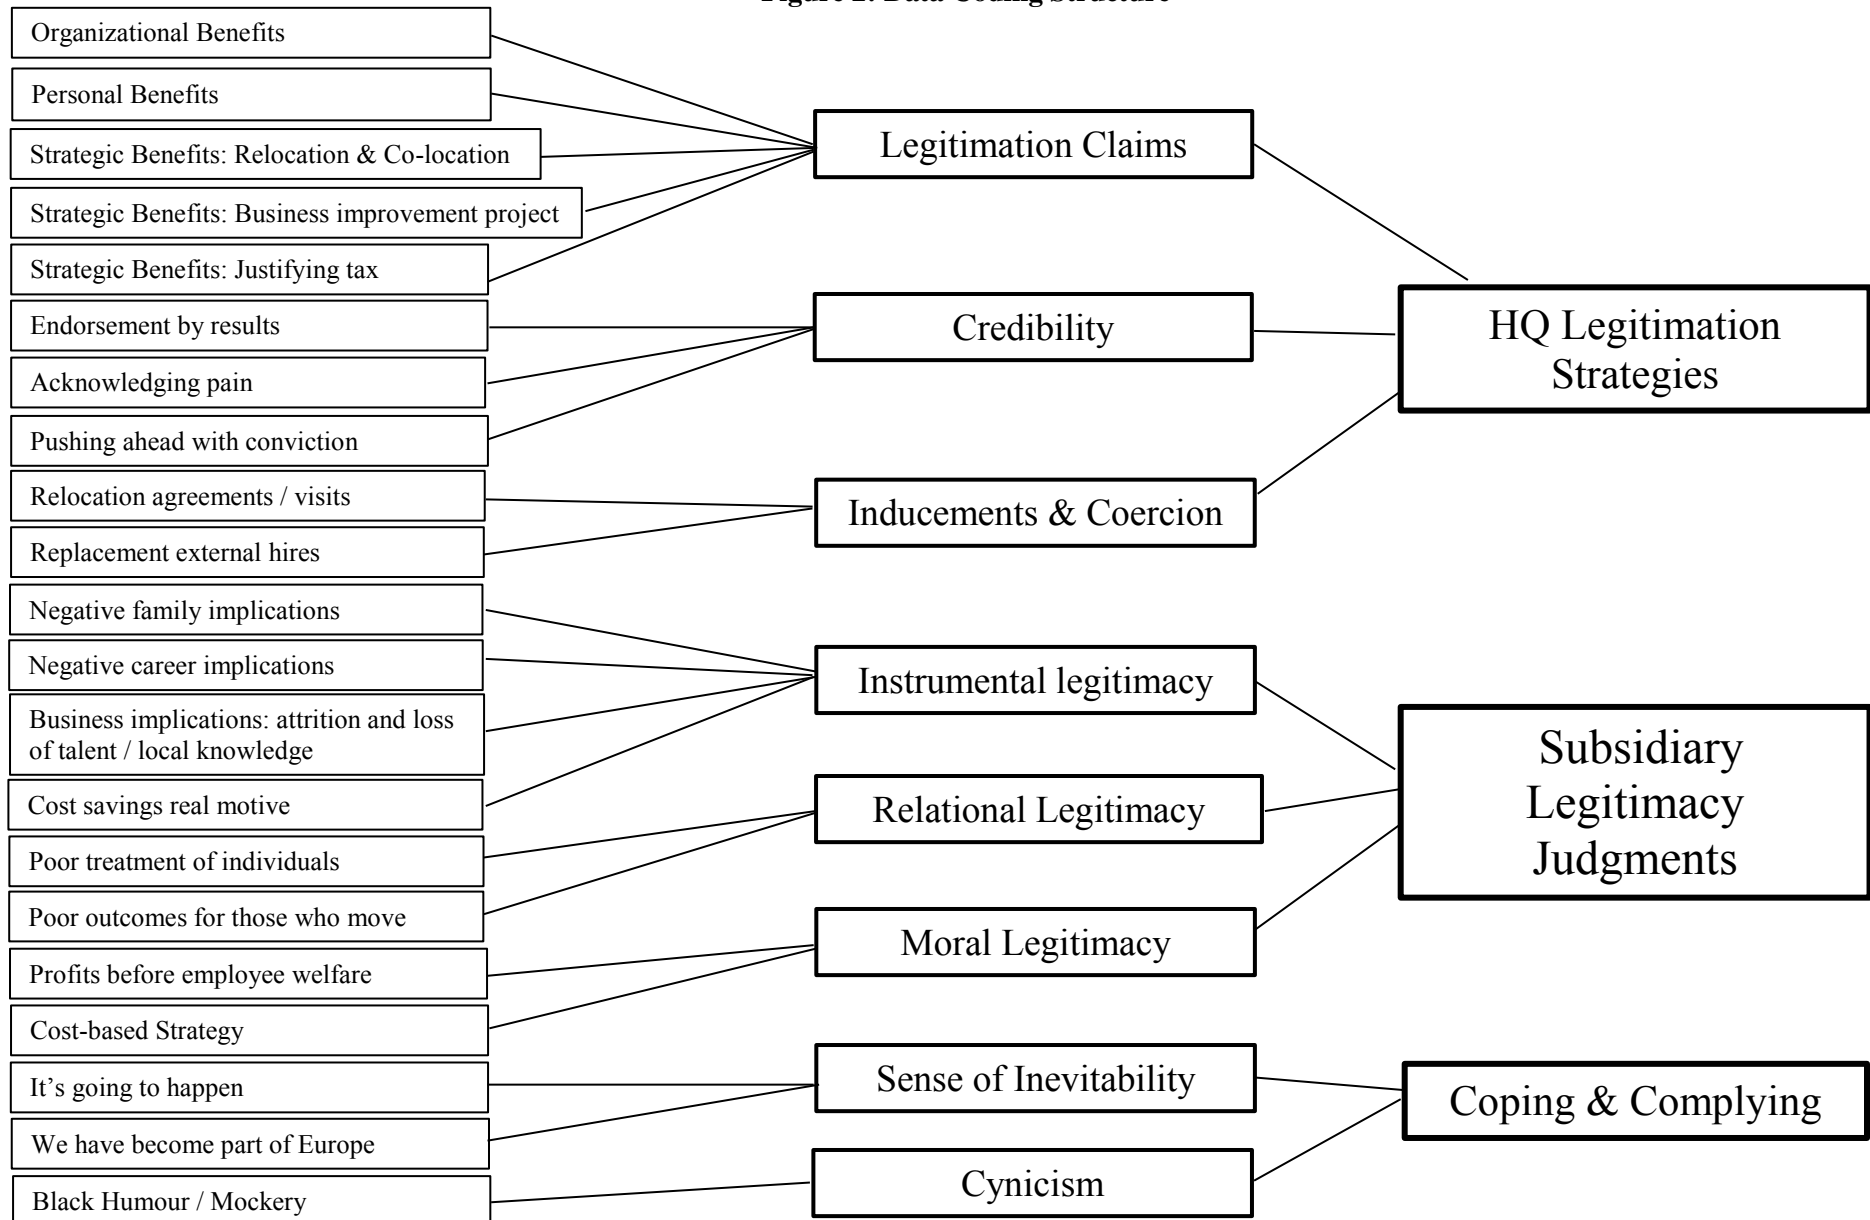 Figure 2: Data Coding Structure
Organizational Benefits
Personal Benefits
Strategic Benefits: Relocation & Co-location
Strategic Benefits: Business improvement project
Strategic Benefits: Justifying tax
Endorsement by results
Acknowledging pain
Pushing ahead with conviction
Relocation agreements / visits
Replacement external hires
Negative family implications
Negative career implications
Business implications: attrition and loss
of talent / local knowledge
Cost savings real motive
Poor treatment of individuals
Poor outcomes for those who move
Profits before employee welfare
Cost-based Strategy
It’s going to happen
We have become part of Europe
Black Humour / Mockery
Legitimation Claims
Credibility
Inducements & Coercion
Instrumental legitimacy
Relational Legitimacy
Moral Legitimacy
Sense of Inevitability
Cynicism
HQ Legitimation
Strategies
Subsidiary
Legitimacy
Judgments
Coping & Complying